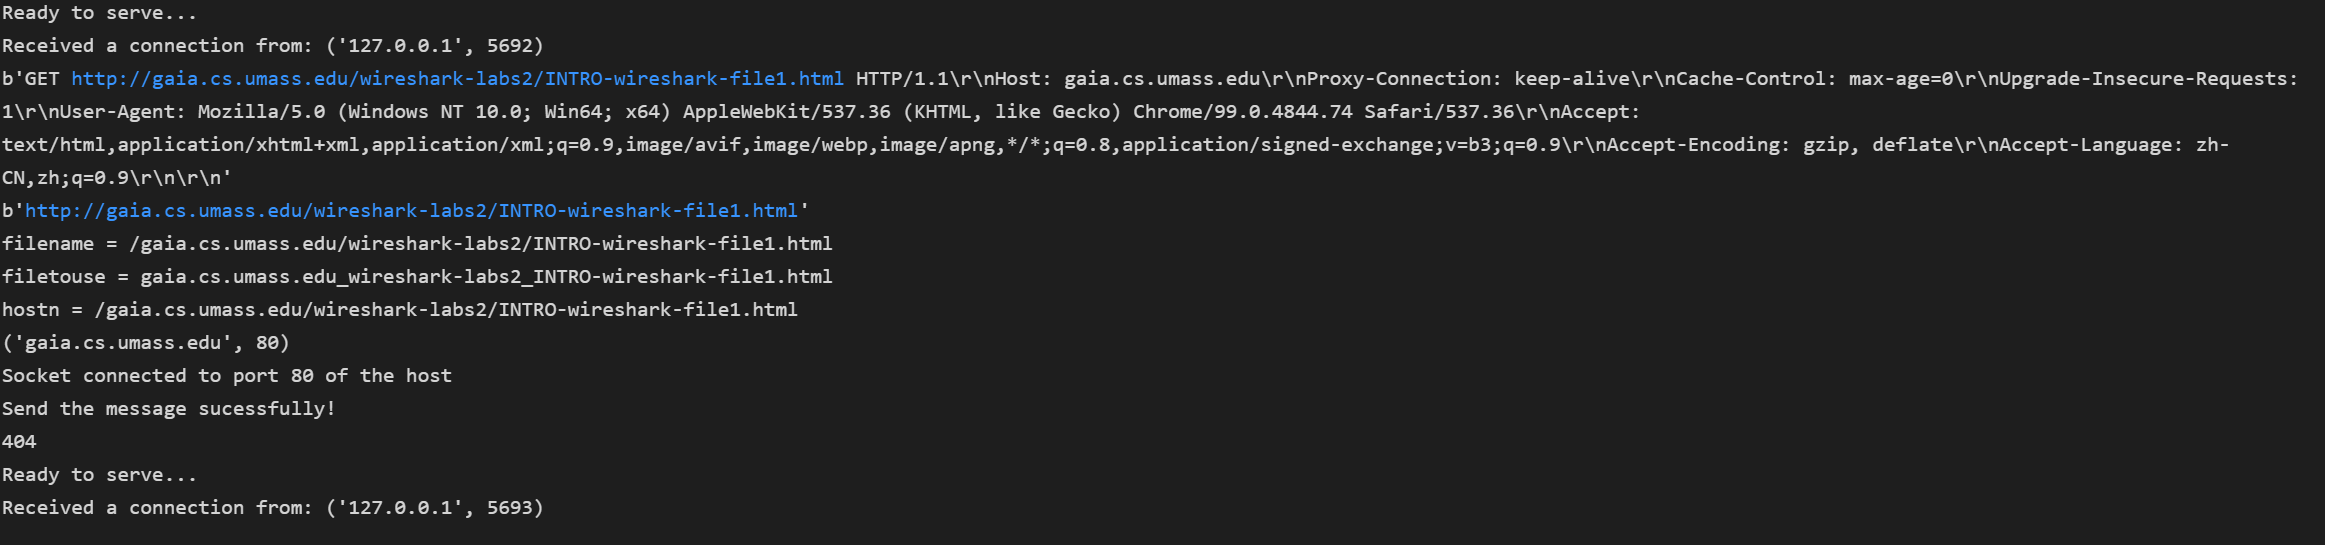 Ready to serve...
Received a connection from: ('127.0.0.1', 5692)
b'GET http://gaia.cs.umass.edu/wireshark-labs2/INTRO-wireshark-file1.html HTTP/1.1\r\nHost: gaia.cs.umass.edu\r\nProxy-Connection: keep-alive\r\nCache-Control: max-age=0\r\nUpgrade-Insecure-Requests:
1\r\nUser-Agent: Mozilla/5.0 (Windows NT 10.0; Win64; x64) AppleWebKit/537.36 (KHTML, like Gecko) Chrome/99.0.4844.74 Safari/537.36\r\nAccept:
text/html,application/xhtml+xml,application/xml;q=0.9,image/avif,image/webp,image/apng,*/*;q=0.8,application/signed-exchange;v=b3;q=0.9\r\nAccept-Encoding: gzip, deflate\r\nAccept-Language: zh-
CN,zh;q=0.9\r\n\r\n'
b'http://gaia.cs.umass.edu/wireshark-labs2/INTRO-wireshark-file1.html'
filename = /gaia.cs.umass.edu/wireshark-labs2/INTRO-wireshark-file1.html
filetouse = gaia.cs.umass.edu_wireshark-labs2_INTRO-wireshark-file1.html
hostn = /gaia.cs.umass.edu/wireshark-labs2/INTRO-wireshark-file1.html
('gaia.cs.umass.edu', 80)
Socket connected to port 80 of the host
Send the message sucessfully!
404
Ready to serve...
Received a connection from: ('127.0.0.1', 5693)